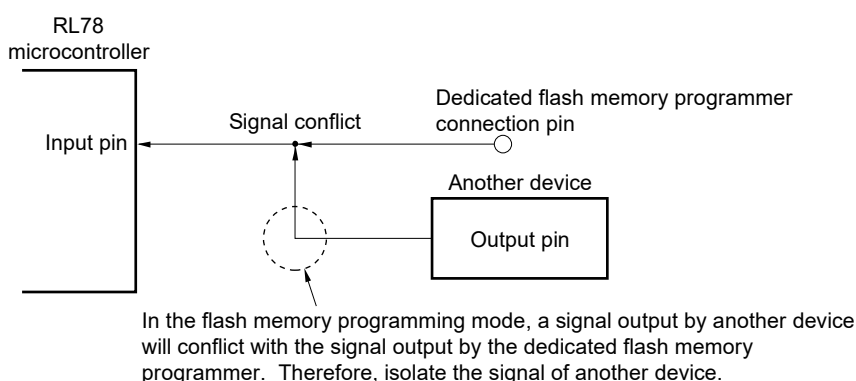 RL78
microcontroller
Input pin
Signal conflict
Dedicated flash memory programmer
connection pin
Another device
Output pin
In the flash memory programming mode, a signal output by another device
will conflict with the signal output by the dedicated flash memory
programmer.  Therefore, isolate the signal of another device.